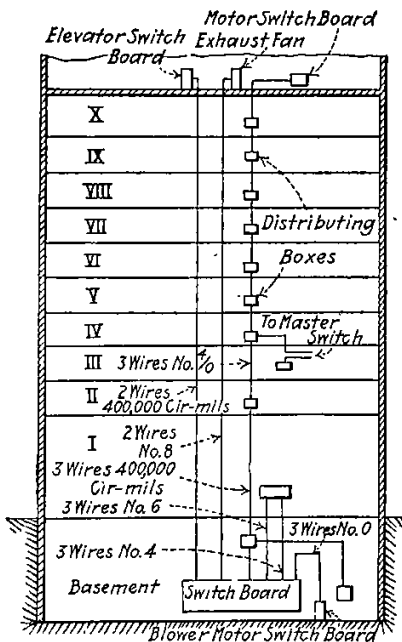 Motor Switch Board
Elevator Switch
Board
Exhaust Fan
X
IX
VIII
VII
Distributing
VI
Boxes
V
IV
To Master
Switch
III
3 Wires No. 4/0
II
2 Wires
400,000 Cir-mils
I
2 Wires
No. 8
3 Wires 400,000
Cir-mils
3 Wires No. 6
3 Wires No. 0
3 Wires No. 4
Basement
Switch Board
Blower Motor Switch Board